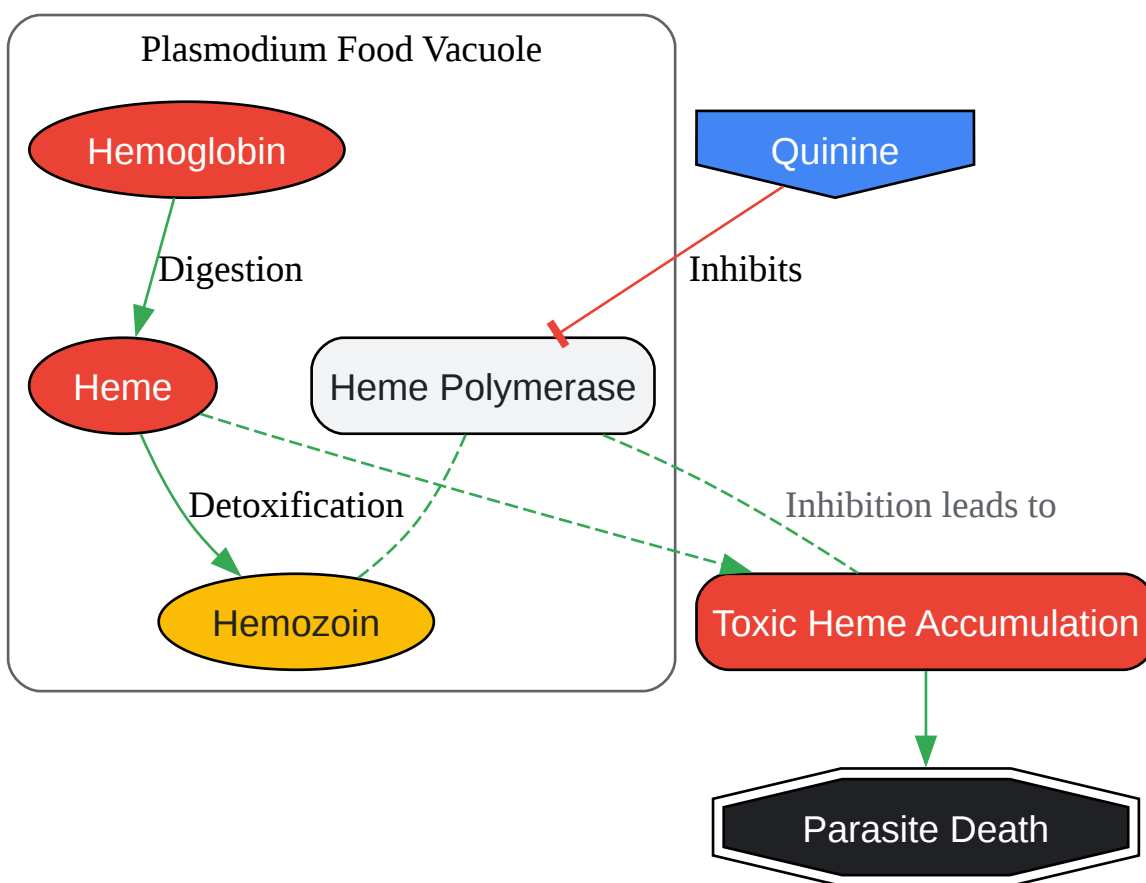 Plasmodium Food Vacuole
Hemoglobin
Quinine
Digestion
Inhibits
Heme
Heme Polymerase
Detoxification
Inhibition leads to
Hemozoin
Toxic Heme Accumulation
Parasite Death